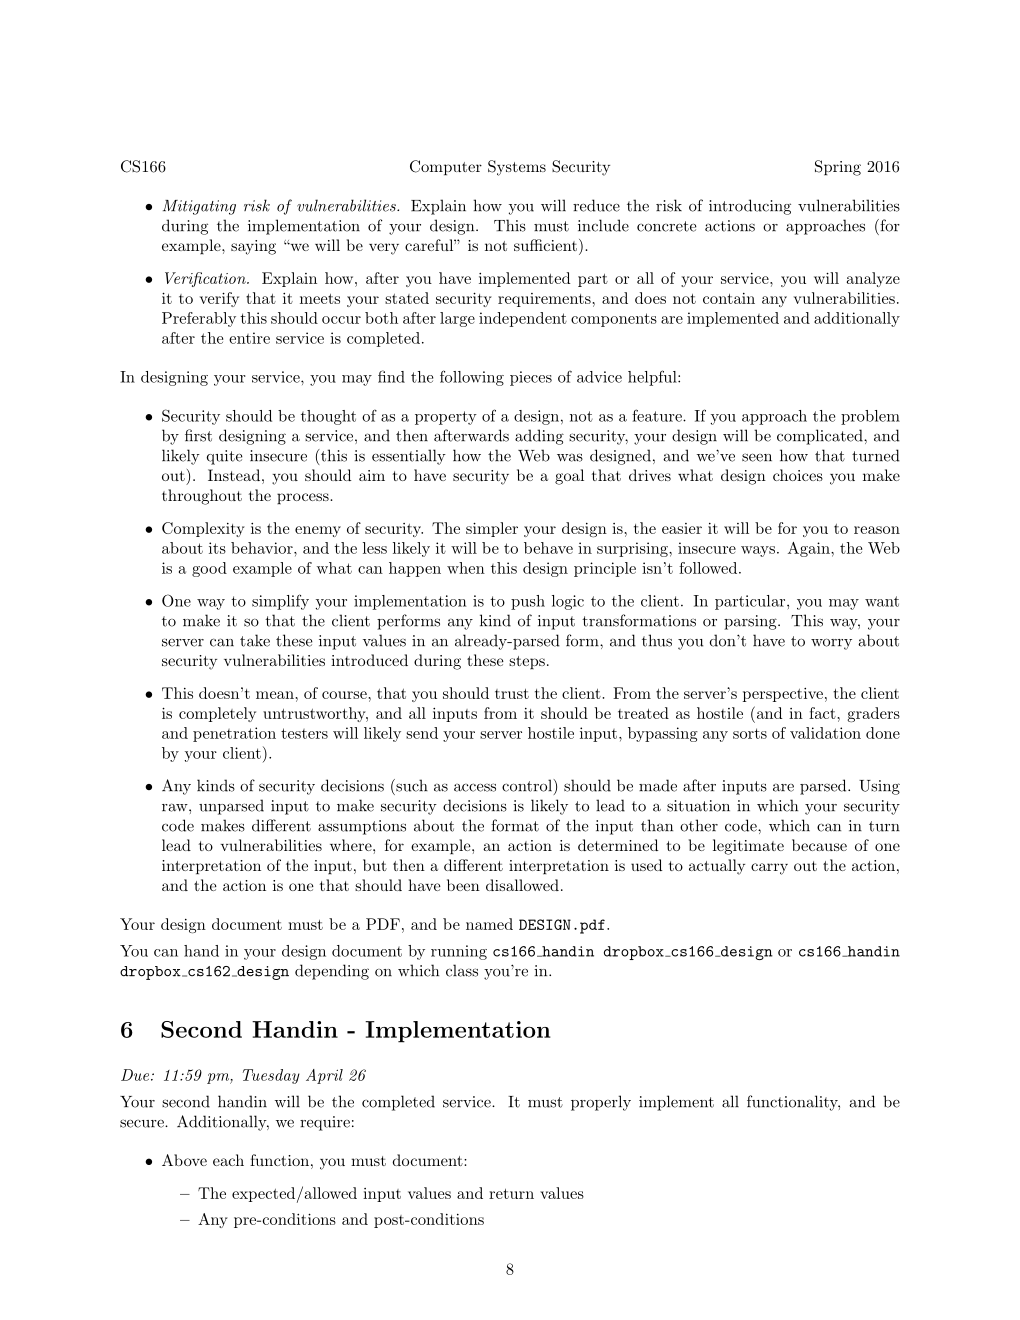 CS166 Computer Systems Security Spring 2016
• Mitigating risk of vulnerabilities. Explain how you will reduce the risk of introducing vulnerabilities
during the implementation of your design. This must include concrete actions or approaches (for
example, saying “we will be very careful” is not sufficient).
• Verification. Explain how, after you have implemented part or all of your service, you will analyze
it to verify that it meets your stated security requirements, and does not contain any vulnerabilities.
Preferably this should occur both after large independent components are implemented and additionally
after the entire service is completed.
In designing your service, you may find the following pieces of advice helpful:
• Security should be thought of as a property of a design, not as a feature. If you approach the problem
by first designing a service, and then afterwards adding security, your design will be complicated, and
likely quite insecure (this is essentially how the Web was designed, and we’ve seen how that turned
out). Instead, you should aim to have security be a goal that drives what design choices you make
throughout the process.
• Complexity is the enemy of security. The simpler your design is, the easier it will be for you to reason
about its behavior, and the less likely it will be to behave in surprising, insecure ways. Again, the Web
is a good example of what can happen when this design principle isn’t followed.
• One way to simplify your implementation is to push logic to the client. In particular, you may want
to make it so that the client performs any kind of input transformations or parsing. This way, your
server can take these input values in an already-parsed form, and thus you don’t have to worry about
security vulnerabilities introduced during these steps.
• This doesn’t mean, of course, that you should trust the client. From the server’s perspective, the client
is completely untrustworthy, and all inputs from it should be treated as hostile (and in fact, graders
and penetration testers will likely send your server hostile input, bypassing any sorts of validation done
by your client).
• Any kinds of security decisions (such as access control) should be made after inputs are parsed. Using
raw, unparsed input to make security decisions is likely to lead to a situation in which your security
code makes different assumptions about the format of the input than other code, which can in turn
lead to vulnerabilities where, for example, an action is determined to be legitimate because of one
interpretation of the input, but then a different interpretation is used to actually carry out the action,
and the action is one that should have been disallowed.
Your design document must be a PDF, and be named DESIGN.pdf.
You can hand in your design document by running cs166_handin dropbox_cs166_design or cs166_handin
dropbox_cs162_design depending on which class you’re in.
6 Second Handin - Implementation
Due: 11:59 pm, Tuesday April 26
Your second handin will be the completed service. It must properly implement all functionality, and be
secure. Additionally, we require:
• Above each function, you must document:
– The expected/allowed input values and return values
– Any pre-conditions and post-conditions
8